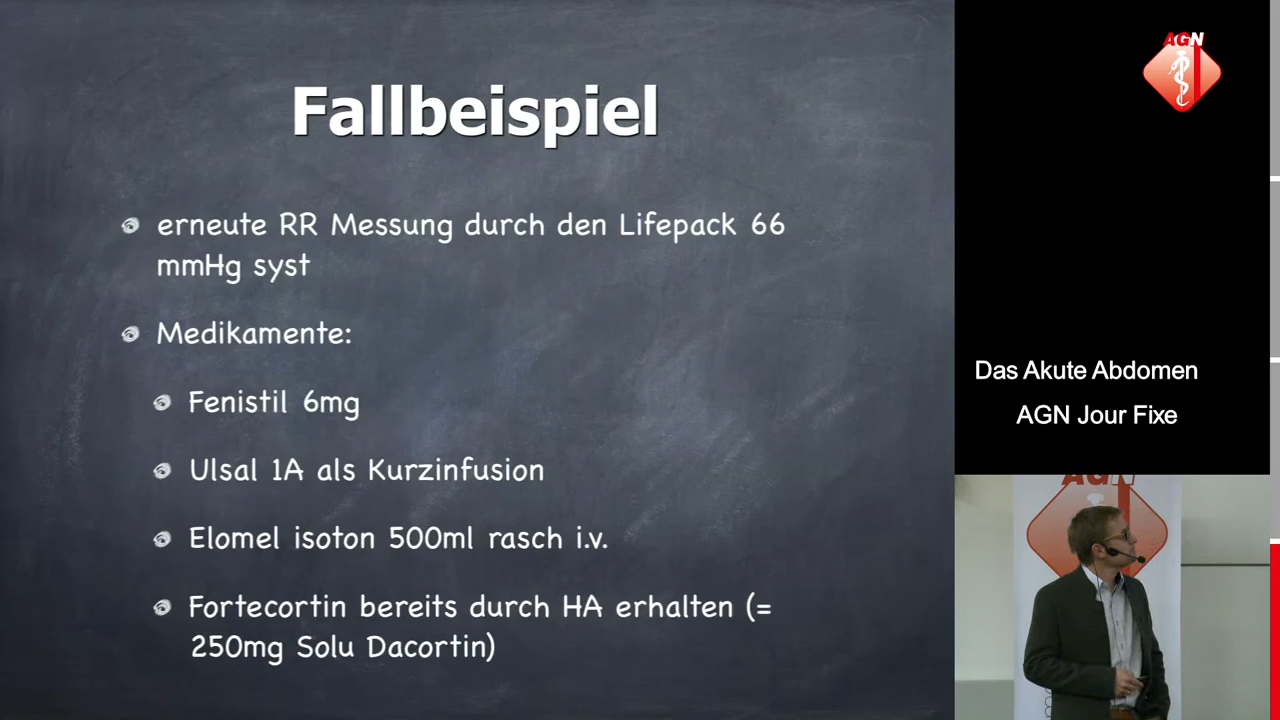 AGN
Fallbeispiel
erneute RR Messung durch den Lifepack 66
mmHg syst
Medikamente:
Fenistil 6mg
Ulsal 1A als Kurzinfusion
Elomel isoton 500ml rasch i.v.
Fortecortin bereits durch HA erhalten (=
250mg Solu Dacortin)
Das Akute Abdomen
AGN Jour Fixe
AGN